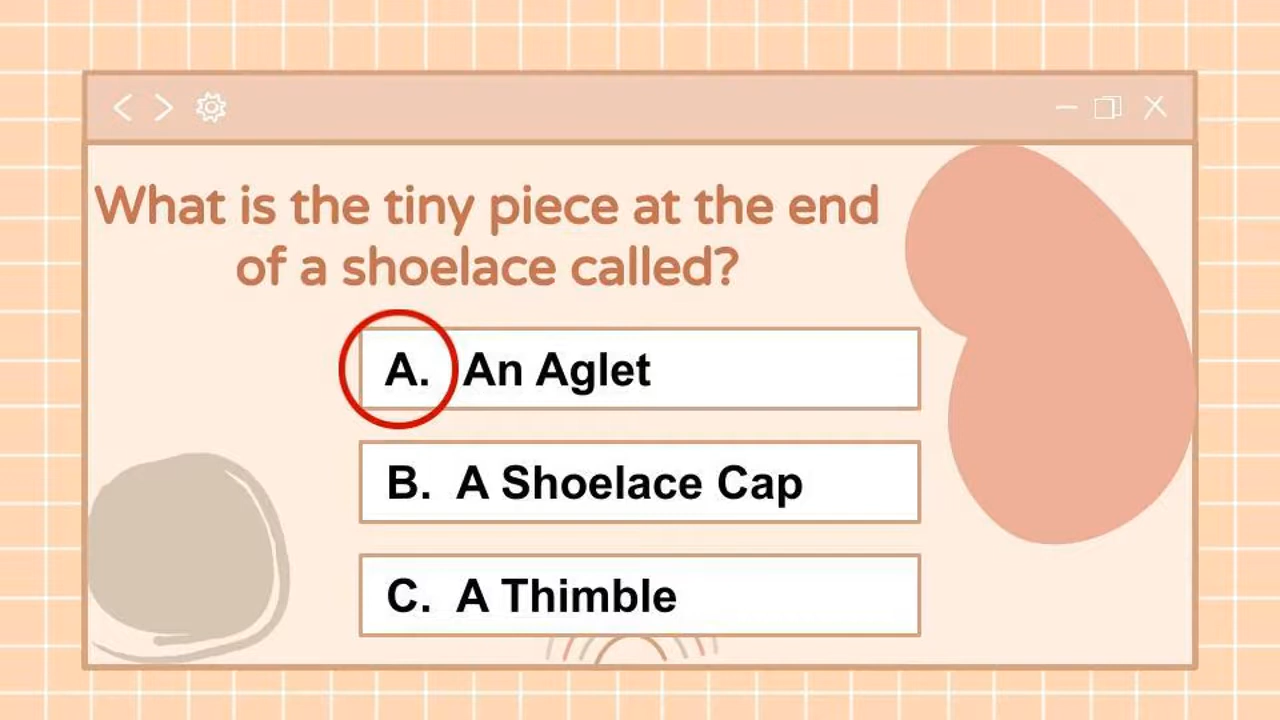 What is the tiny piece at the end
of a shoelace called?
A. An Aglet
B. A Shoelace Cap
C. A Thimble